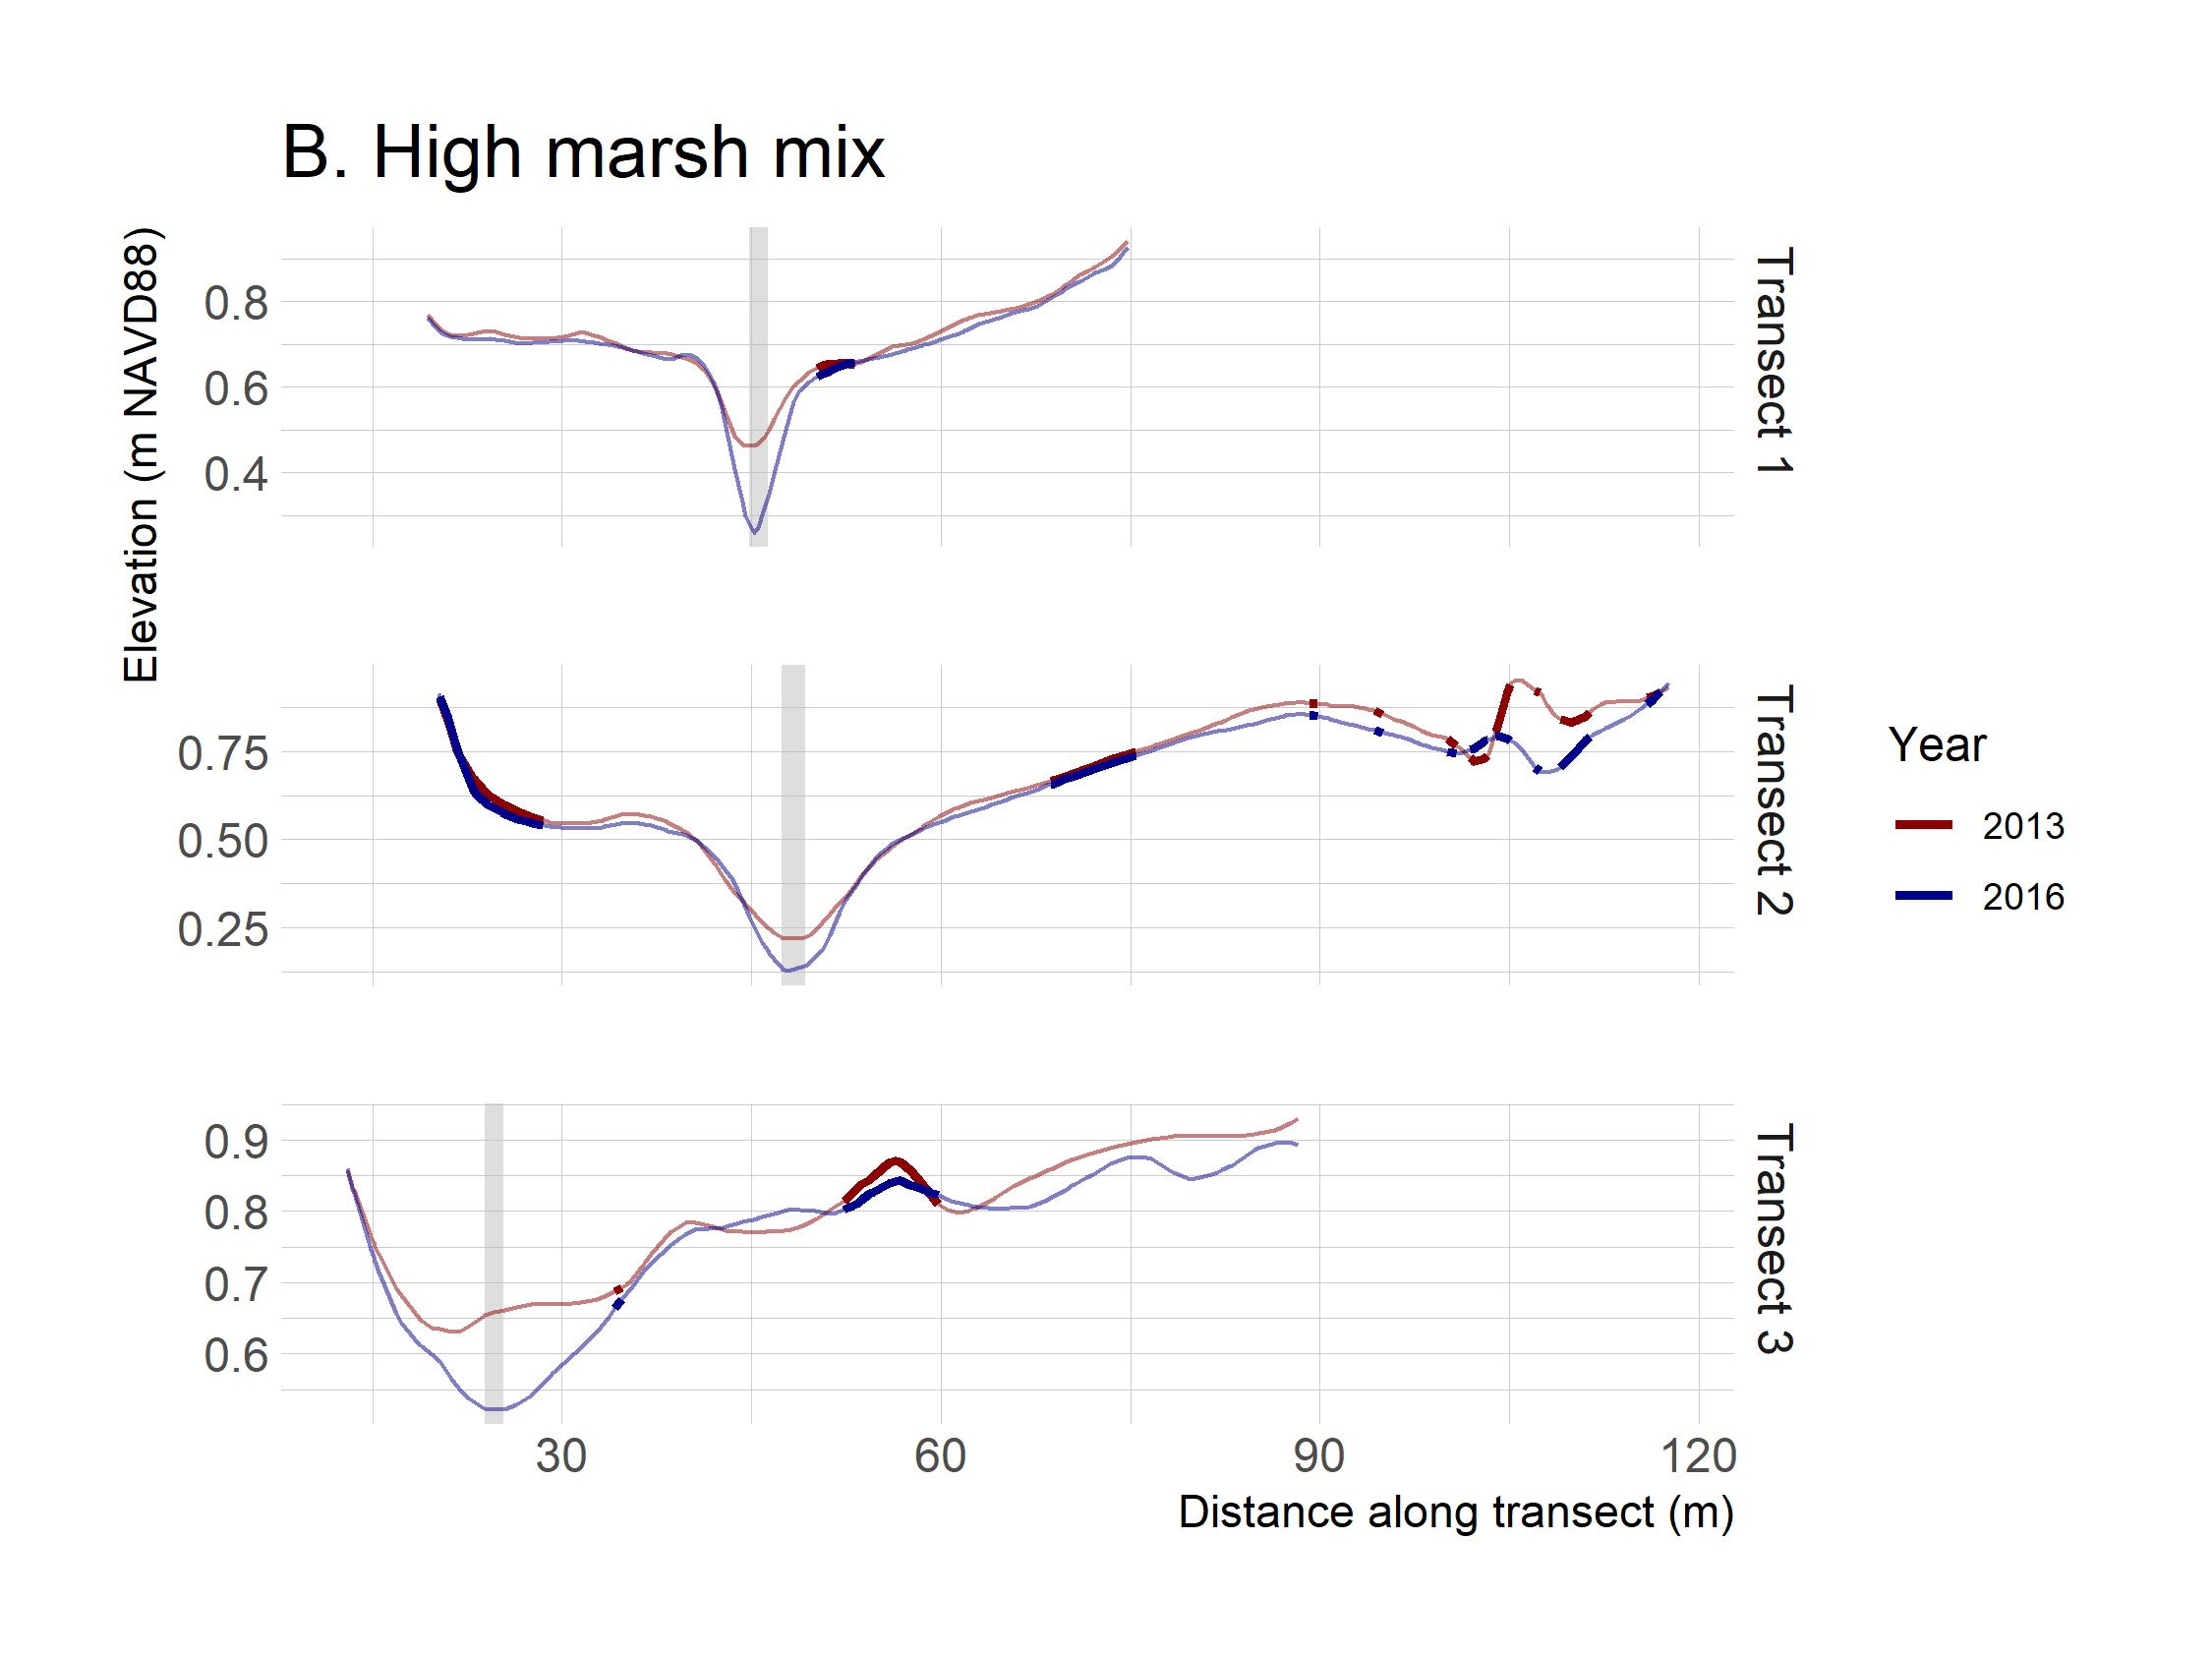 B. High marsh mix
Elevation (m NAVD88)
0.8
0.6
0.4
Transect 1
0.75
0.50
0.25
Transect 2
0.9
0.8
0.7
0.6
Transect 3
30 60 90 120
Distance along transect (m)
Year
2013
2016